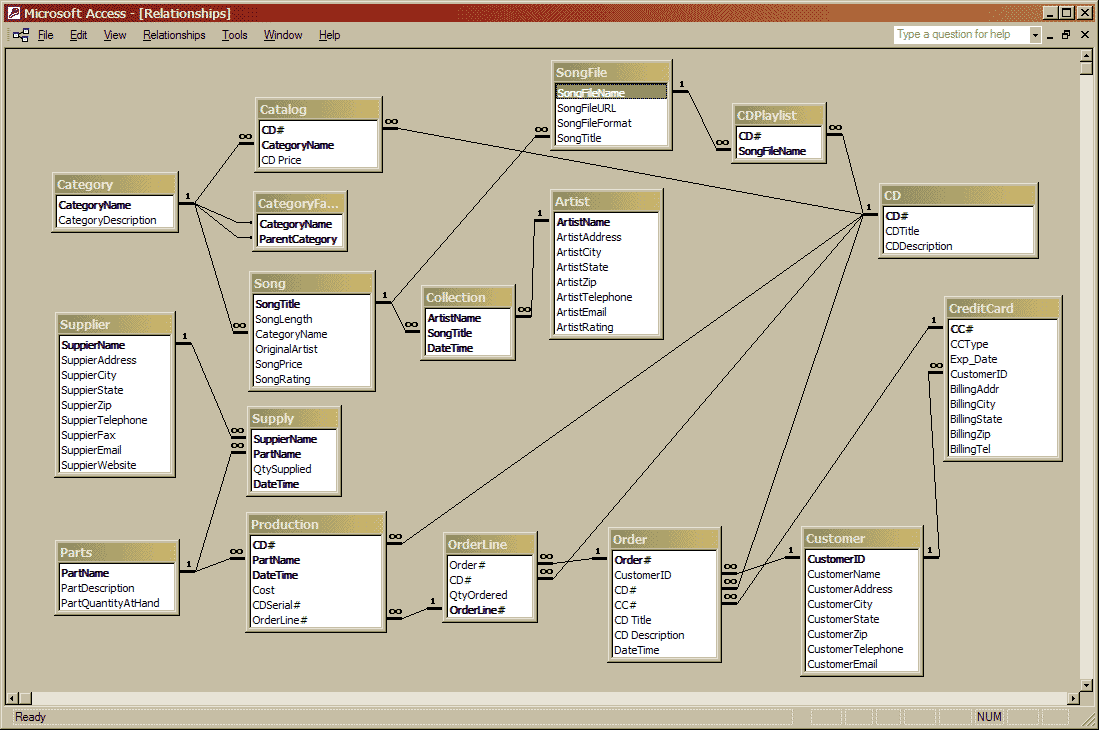 Microsoft Access - [Relationships]
File Edit View Relationships Tools Window Help
Type a question for help
SongFile
SongFileName
SongFileURL
SongFileFormat
SongTitle
Catalog
CD#
CategoryName
CD Price
CDPlaylist
CD#
SongFileName
Category
CategoryName
CategoryDescription
CategoryFa...
CategoryName
ParentCategory
Artist
ArtistName
ArtistAddress
ArtistCity
ArtistState
ArtistZip
ArtistTelephone
ArtistEmail
ArtistRating
CD
CD#
CDTitle
CDDescription
Song
SongTitle
SongLength
CategoryName
OriginalArtist
SongPrice
SongRating
Collection
ArtistName
SongTitle
DateTime
CreditCard
CC#
CCType
Exp_Date
CustomerID
BillingAddr
BillingCity
BillingState
BillingZip
BillingTel
Supplier
SuppierName
SuppierAddress
SuppierCity
SuppierState
SuppierZip
SuppierTelephone
SuppierFax
SuppierEmail
SuppierWebsite
Supply
SuppierName
PartName
QtySupplied
DateTime
Parts
PartName
PartDescription
PartQuantityAtHand
Production
CD#
PartName
DateTime
Cost
CDSerial#
OrderLine#
OrderLine
Order#
CD#
QtyOrdered
OrderLine#
Order
Order#
CustomerID
CD#
CC#
CD Title
CD Description
DateTime
Customer
CustomerID
CustomerName
CustomerAddress
CustomerCity
CustomerState
CustomerZip
CustomerTelephone
CustomerEmail
1 ∞
1 ∞
1 ∞
1 ∞
1 ∞
1 ∞
1 ∞
1 ∞
1 ∞
1 ∞
1 ∞
∞
∞
∞
∞
∞
∞
Ready
NUM